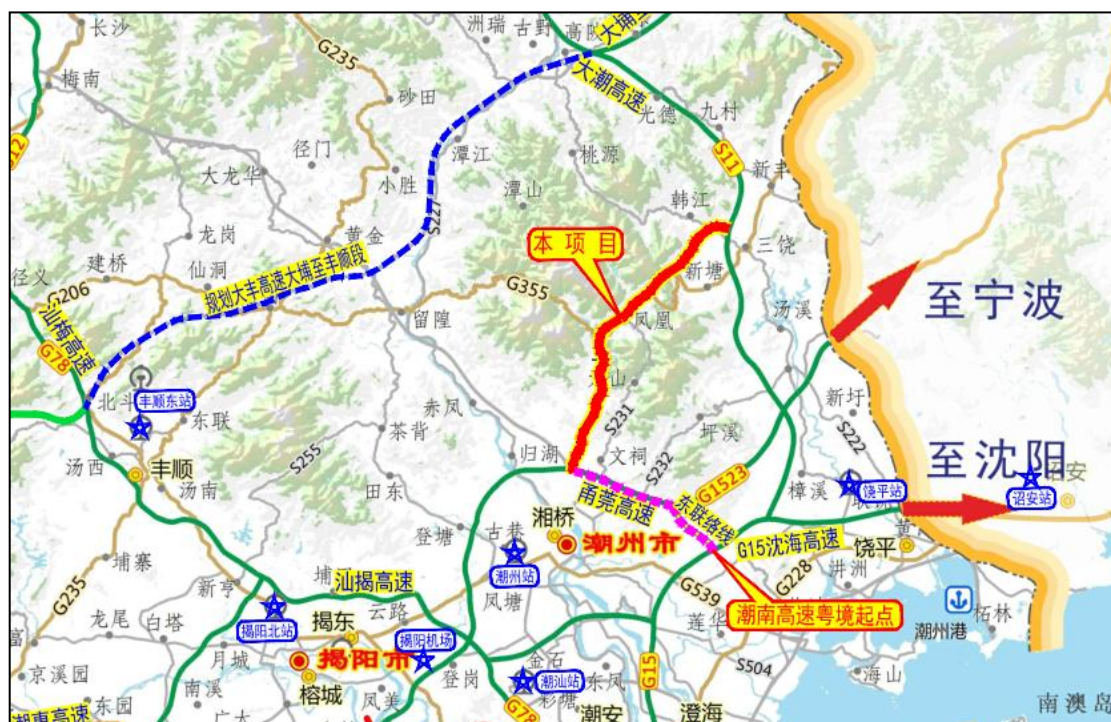 长沙
洲瑞
古野
高陂
梅南
G235
砂田
大潮高速
光德
九村
径门
潭江
桃源
S11
大龙华
小胜
新丰
潭山
韩江
S227
龙岗
黄金
本 项 目
三饶
径义
建桥
仙洞
规划大丰高速大埔至丰顺段
G206
G355
新塘
至宁波
汕梅高速
留隍
凤凰
汤溪
G78
北斗
丰顺东站
东联
赤凤
S231
新圩
茶背
坪溪
S222
至沈阳
汤西
丰顺
S255
归湖
文祠
S232
汤南
田东
甬莞高速
东联络线
G1523
樟溪
饶平站
诏安站
登塘
古巷
湘桥
潮州市
G15沈海高速
饶平
埔寨
潮州站
G228
洴洲
新亨
汕揭高速
G539
G235
凤塘
潮南高速粤境起点
柘林
龙尾
白塔
揭阳北站
揭东
云路
莲华
潮州港
揭阳机场
月城
揭阳市
登岗
金石
G15
S504
京溪园
榕城
潮汕站
东凤
海山
彩塘
东园
南溪
凤美
G78
潮安
澄海
南澳岛